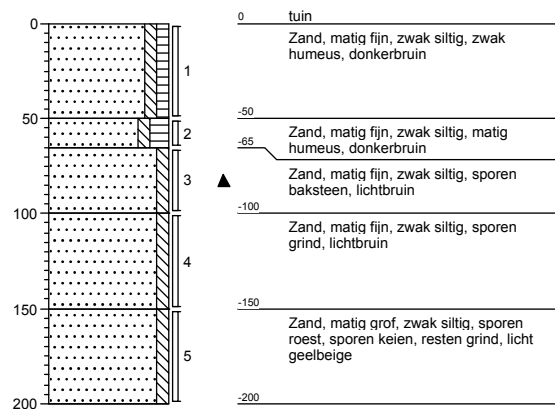 0
50
100
150
200
1
2
3
4
5
0 tuin
Zand, matig fijn, zwak siltig, zwak
humeus, donkerbruin
-50
Zand, matig fijn, zwak siltig, matig
humeus, donkerbruin
-65
Zand, matig fijn, zwak siltig, sporen
baksteen, lichtbruin
-100
Zand, matig fijn, zwak siltig, sporen
grind, lichtbruin
-150
Zand, matig grof, zwak siltig, sporen
roest, sporen keien, resten grind, licht
geelbeige
-200